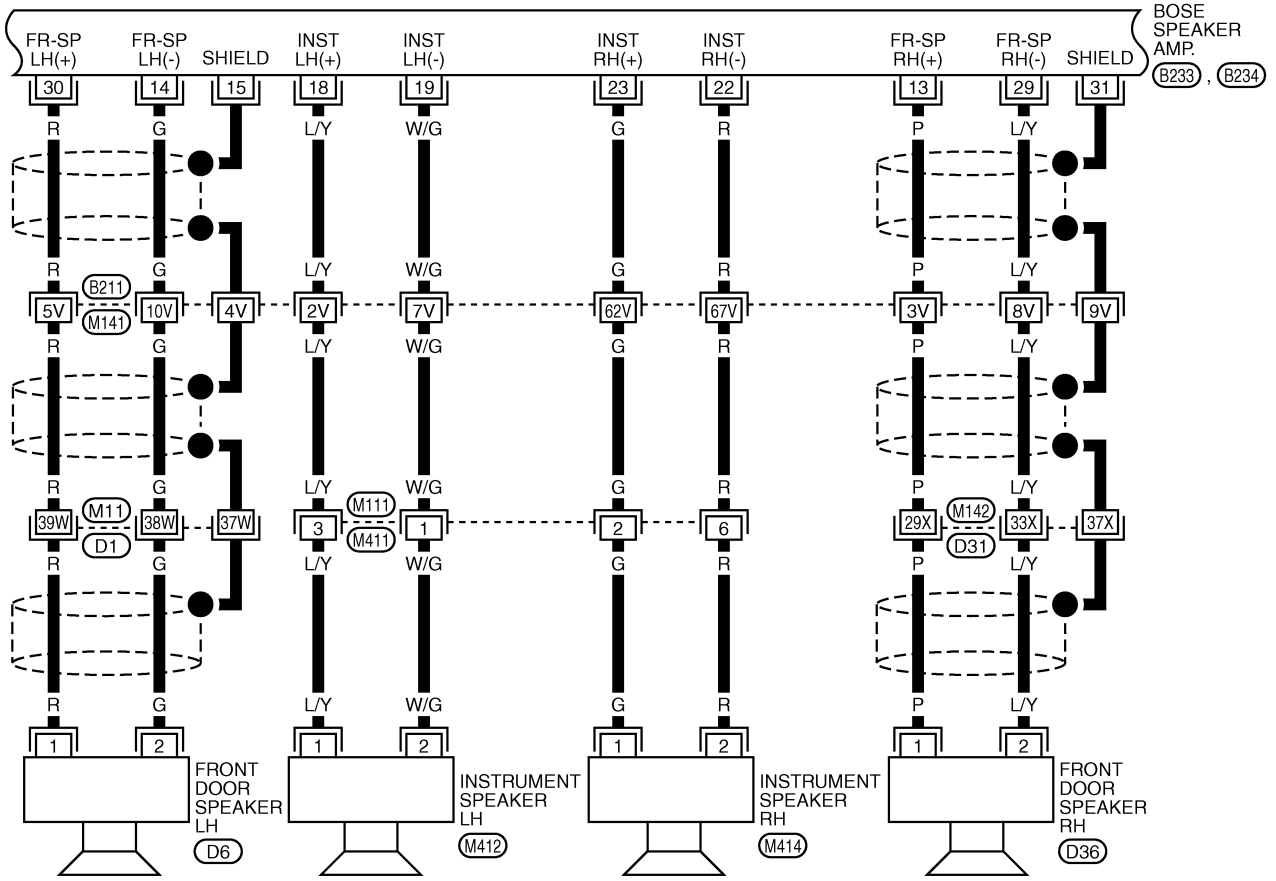 BOSE
SPEAKER
AMP.
B233 , B234
FR-SP FR-SP INST INST INST INST FR-SP FR-SP
LH(+) LH(-) SHIELD LH(+) LH(-) RH(+) RH(-) RH(+) RH(-) SHIELD
30 14 15 18 19 23 22 13 29 31
R G L/Y W/G G R P L/Y
R G L/Y W/G G R P L/Y
B211
5V 10V 4V 2V 7V 62V 67V 3V 8V 9V
M141
R G L/Y W/G G R P L/Y
R G L/Y W/G G R P L/Y
M11 M111 M142
39W 38W 37W 3 1 2 6 29X 33X 37X
D1 M411 D31
R G L/Y W/G G R P L/Y
R G L/Y W/G G R P L/Y
1 2 1 2 1 2 1 2
FRONT
DOOR
SPEAKER
LH
D6
INSTRUMENT
SPEAKER
LH
M412
INSTRUMENT
SPEAKER
RH
M414
FRONT
DOOR
SPEAKER
RH
D36